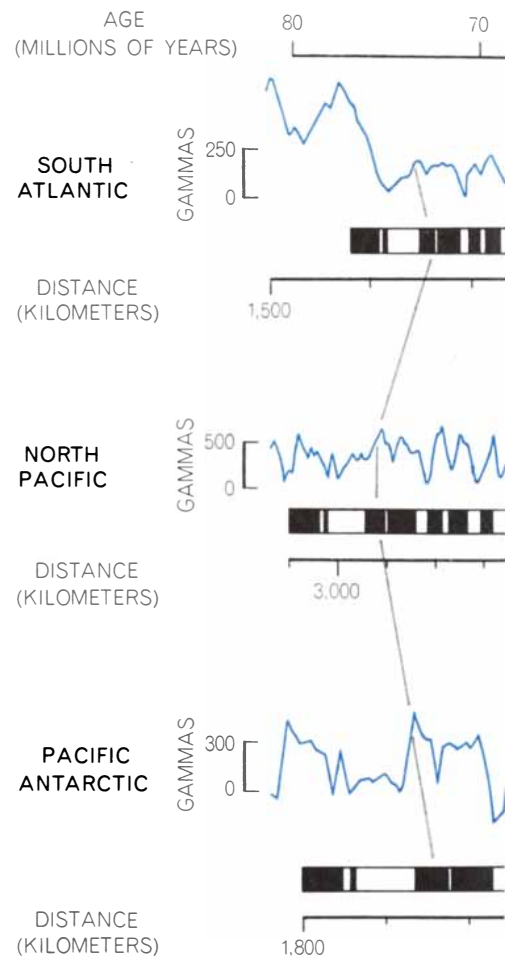 AGE
(MILLIONS OF YEARS)
80
70
GAMMAS
250
0
SOUTH
ATLANTIC
DISTANCE
(KILOMETERS)
1,500
GAMMAS
500
0
NORTH
PACIFIC
DISTANCE
(KILOMETERS)
3,000
GAMMAS
300
0
PACIFIC
ANTARCTIC
DISTANCE
(KILOMETERS)
1,800